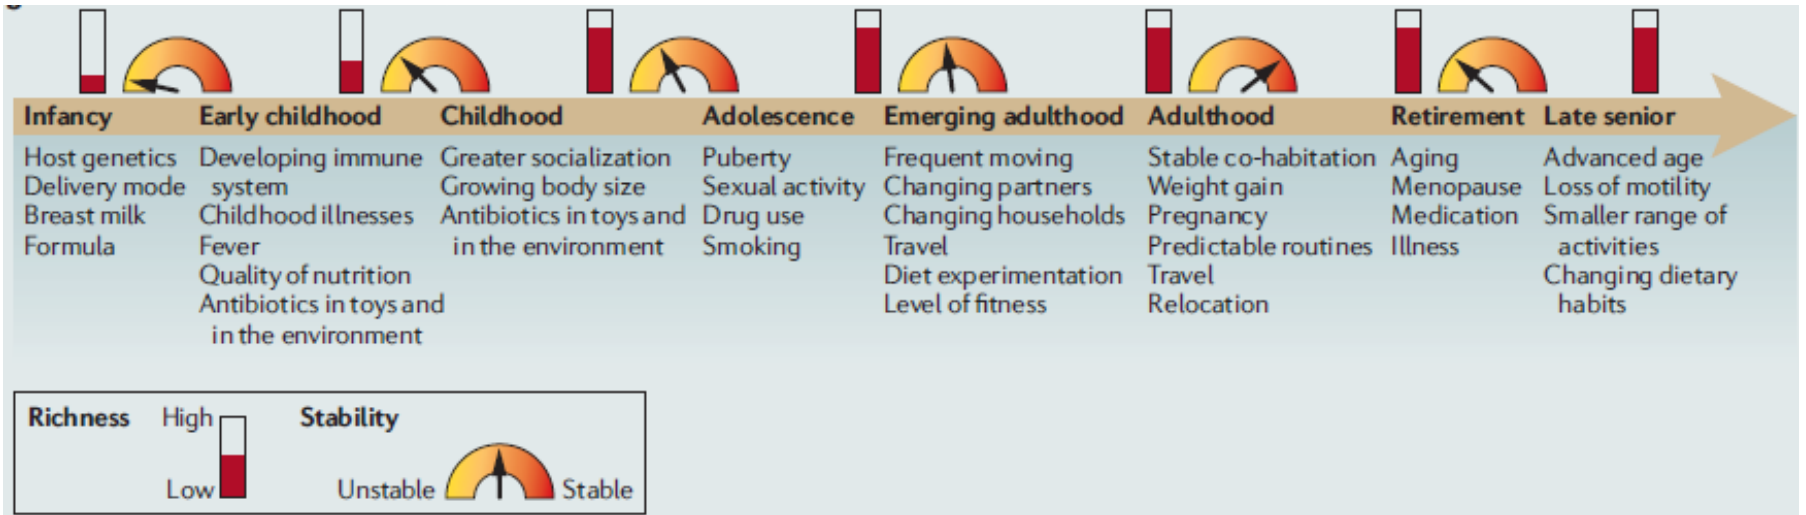 Infancy
Host genetics
Delivery mode
Breast milk
Formula
Early childhood
Developing immune
system
Childhood illnesses
Fever
Quality of nutrition
Antibiotics in toys and
in the environment
Childhood
Greater socialization
Growing body size
Antibiotics in toys and
in the environment
Adolescence
Puberty
Sexual activity
Drug use
Smoking
Emerging adulthood
Frequent moving
Changing partners
Changing households
Travel
Diet experimentation
Level of fitness
Adulthood
Stable co-habitation
Weight gain
Pregnancy
Predictable routines
Travel
Relocation
Retirement
Aging
Menopause
Medication
Illness
Late senior
Advanced age
Loss of motility
Smaller range of
activities
Changing dietary
habits
Richness
High
Low
Stability
Unstable
Stable